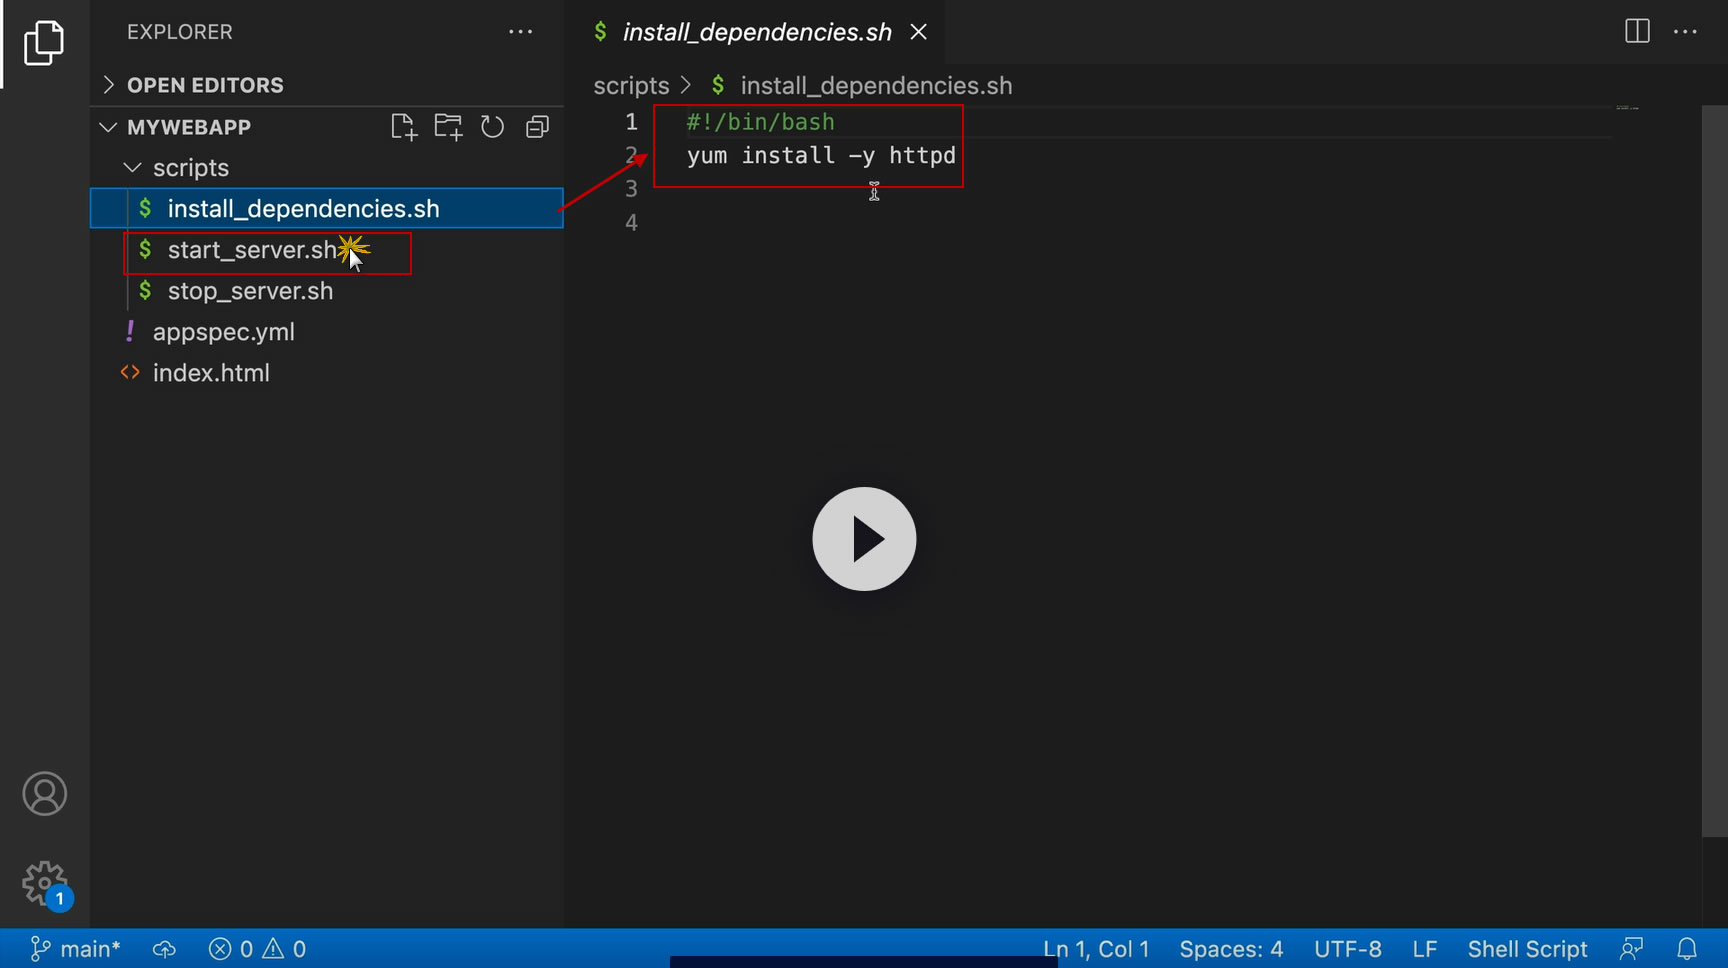 EXPLORER
OPEN EDITORS
MYWEBAPP
scripts
$ install_dependencies.sh
$ start_server.sh
$ stop_server.sh
! appspec.yml
<> index.html
$ install_dependencies.sh
scripts > $ install_dependencies.sh
1 #!/bin/bash
2 yum install -y httpd
3
4
1
main* 0 0 Ln 1, Col 1 Spaces: 4 UTF-8 LF Shell Script